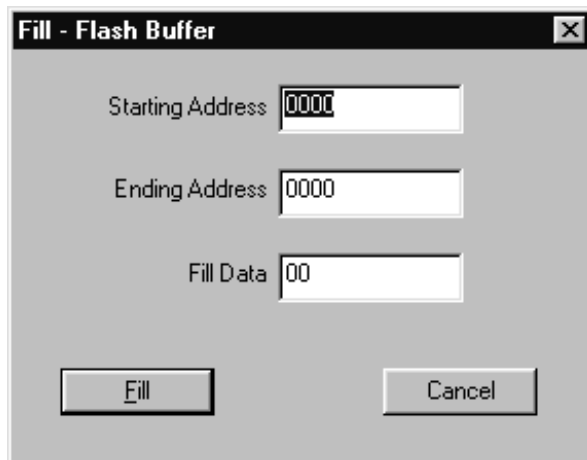 Fill - Flash Buffer
Starting Address 0000
Ending Address 0000
Fill Data 00
Fill Cancel